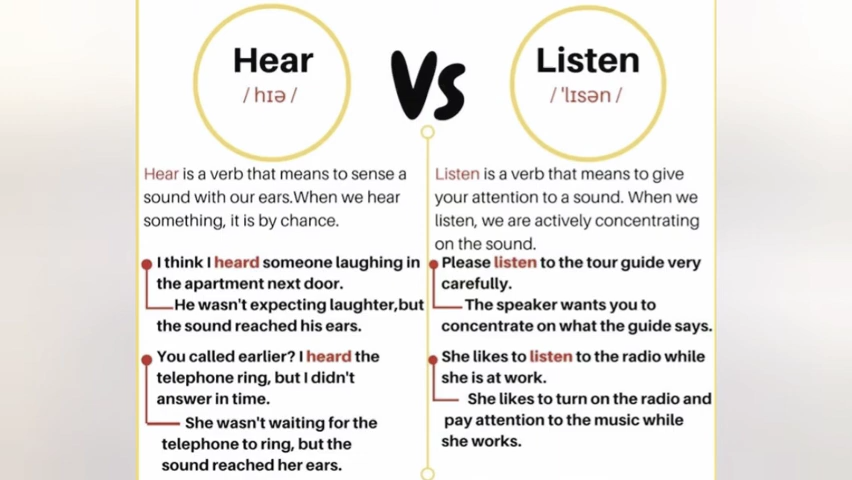 Hear
/hɪə/
Vs
Listen
/ˈlɪsən/
Hear is a verb that means to sense a
sound with our ears.When we hear
something, it is by chance.
I think I heard someone laughing in
the apartment next door.
He wasn't expecting laughter,but
the sound reached his ears.
You called earlier? I heard the
telephone ring, but I didn't
answer in time.
She wasn't waiting for the
telephone to ring, but the
sound reached her ears.
Listen is a verb that means to give
your attention to a sound. When we
listen, we are actively concentrating
on the sound.
Please listen to the tour guide very
carefully.
The speaker wants you to
concentrate on what the guide says.
She likes to listen to the radio while
she is at work.
She likes to turn on the radio and
pay attention to the music while
she works.